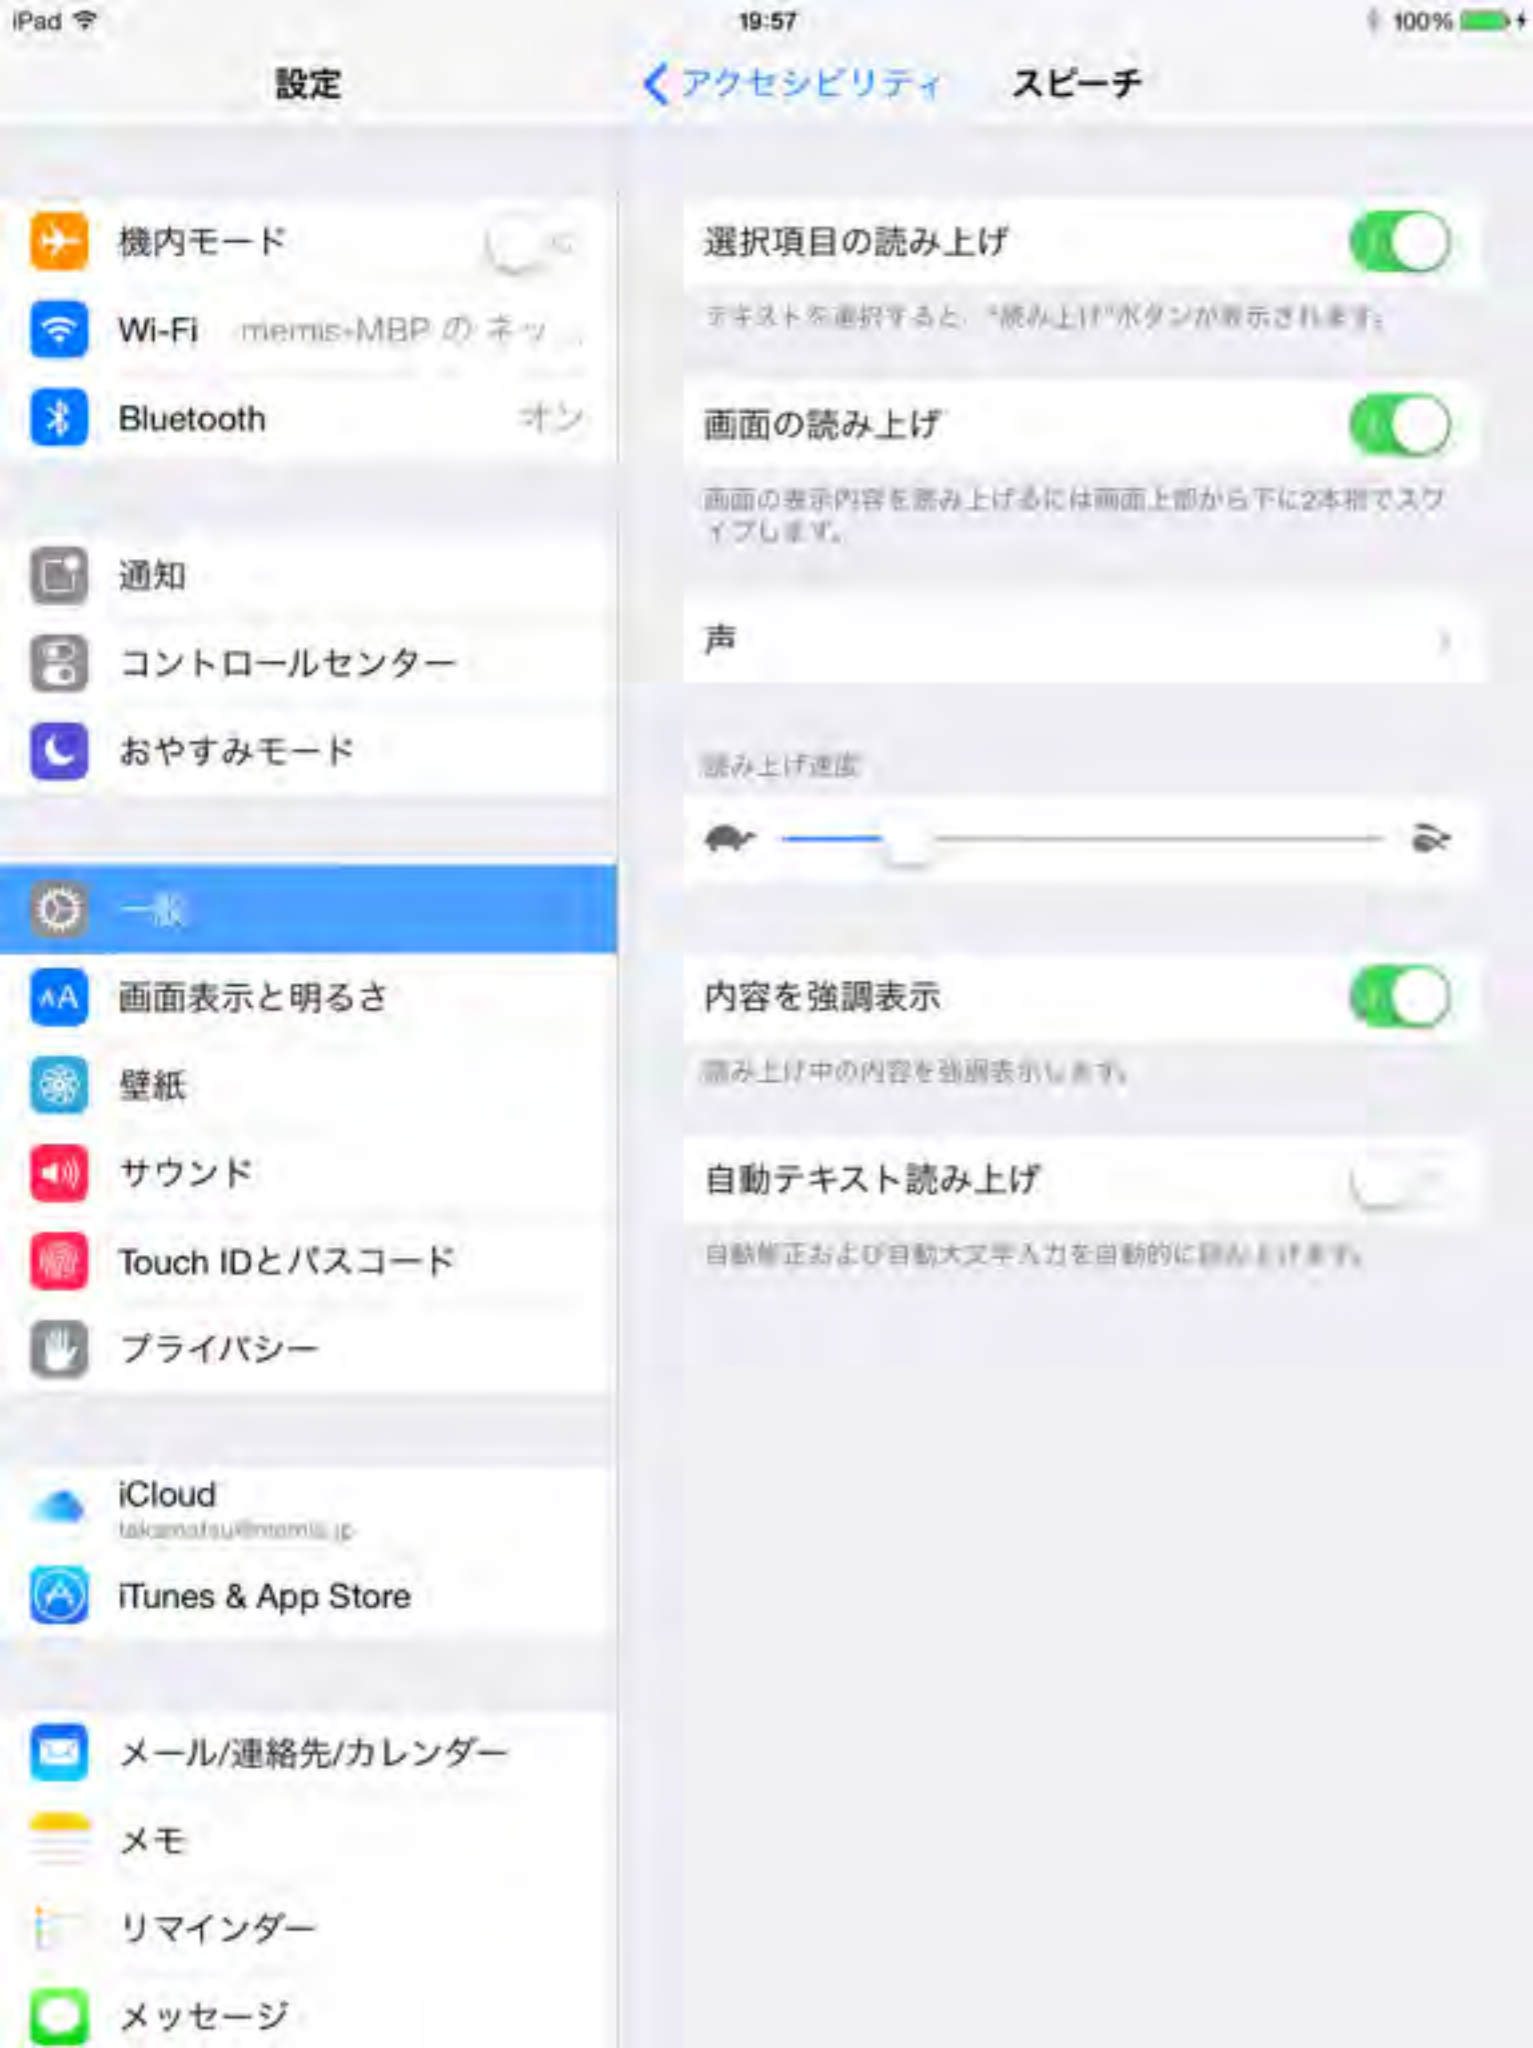 iPad
19:57
100%
設定
アクセシビリティ
スピーチ
機内モード
Wi-Fi memis-MBP の ネッ...
Bluetooth オン
通知
コントロールセンター
おやすみモード
一般
画面表示と明るさ
壁紙
サウンド
Touch IDとパスコード
プライバシー
iCloud
takamatsu@memis.jp
iTunes & App Store
メール/連絡先/カレンダー
メモ
リマインダー
メッセージ
選択項目の読み上げ
テキストを選択すると、"読み上げ"ボタンが表示されます。
画面の読み上げ
画面の表示内容を読み上げるには画面上部から下に2本指でスワ
イプします。
声
読み上げ速度
内容を強調表示
読み上げ中の内容を強調表示します。
自動テキスト読み上げ
自動修正および自動大文字入力を自動的に読み上げます。